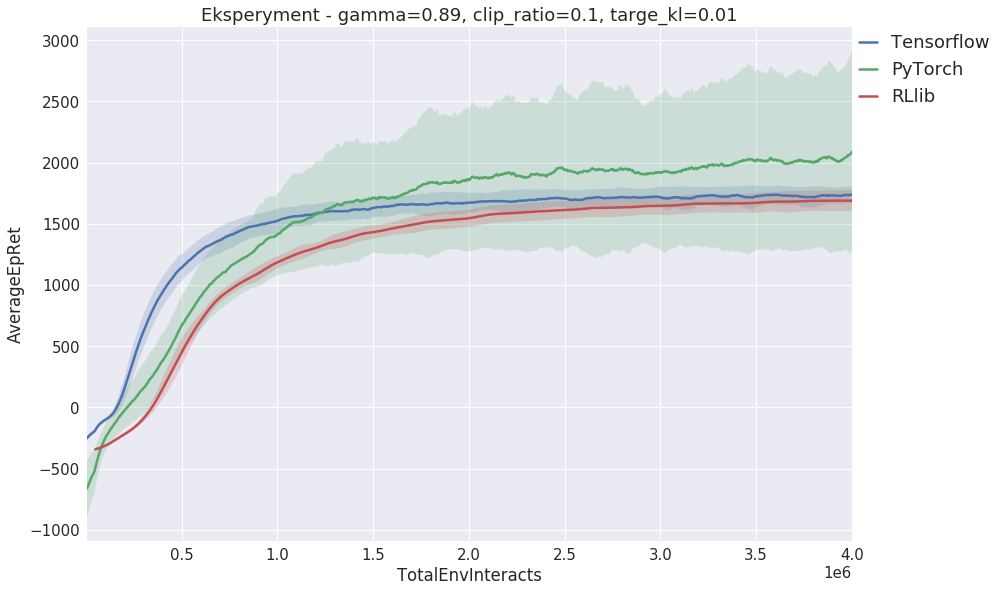 Eksperyment - gamma=0.89, clip_ratio=0.1, targe_kl=0.01
Tensorflow
PyTorch
RLlib
AverageEpRet
3000
2500
2000
1500
1000
500
0
−500
−1000
0.5 1.0 1.5 2.0 2.5 3.0 3.5 4.0
1e6
TotalEnvInteracts